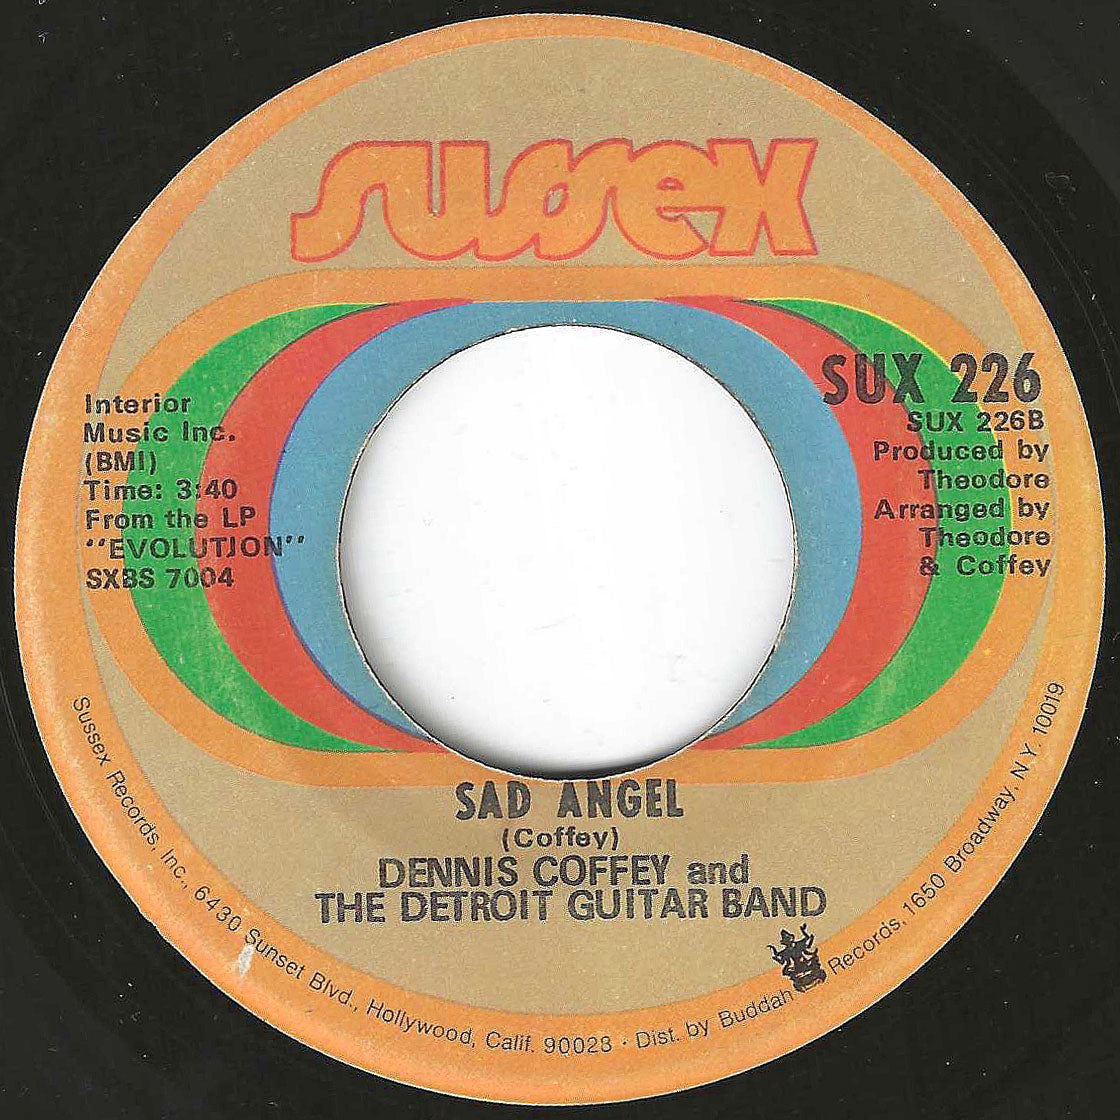 sussex
SUX 226
SUX 226B
Produced by
Theodore
Arranged by
Theodore
& Coffey
Interior
Music Inc.
(BMI)
Time: 3:40
From the LP
"EVOLUTION"
SXBS 7004
SAD ANGEL
(Coffey)
DENNIS COFFEY and
THE DETROIT GUITAR BAND
Sussex Records, Inc., 6430 Sunset Blvd., Hollywood, Calif. 90028 · Dist. by Buddah Records, 1650 Broadway, N.Y. 10019